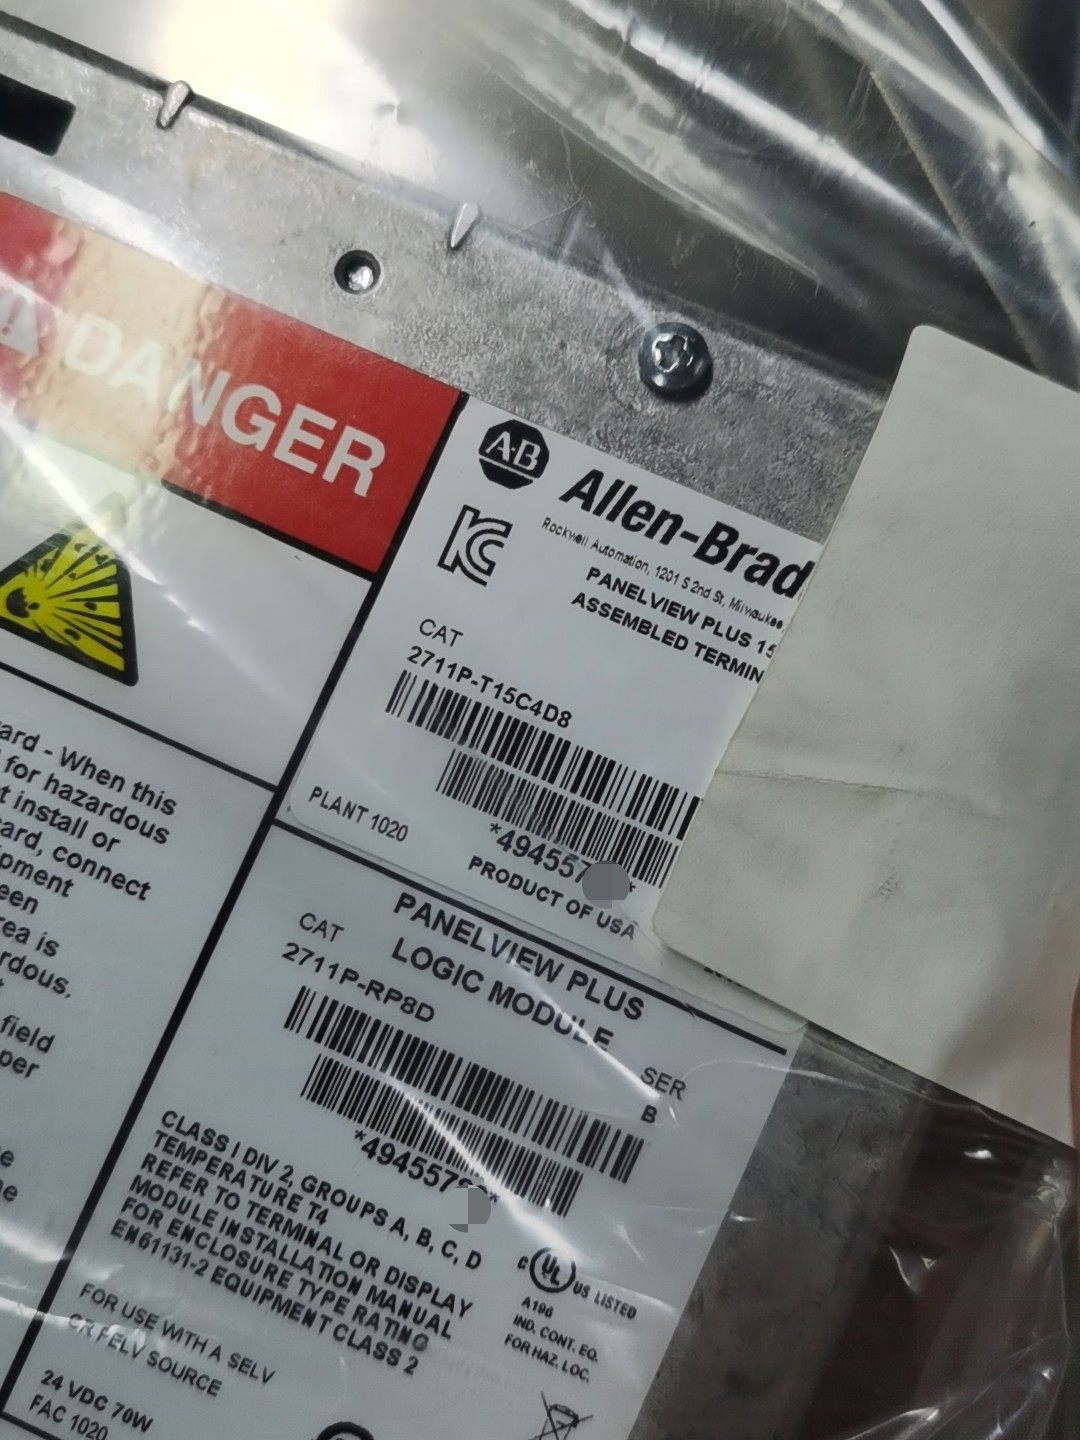 DANGER
A-B
Allen-Brad
Rockwell Automation, 1201 S 2nd St, Milwaukee,
PANELVIEW PLUS 15
ASSEMBLED TERMIN
CAT
2711P-T15C4D8
PLANT 1020
*494557
PRODUCT OF USA
ard - When this
for hazardous
t install or
card, connect
ipment
een
rea is
rdous.
field
per
PANELVIEW PLUS
LOGIC MODULE
CAT
2711P-RP8D
SER
B
*494557
CLASS I DIV 2, GROUPS A, B, C, D
TEMPERATURE T4
REFER TO TERMINAL OR DISPLAY
MODULE INSTALLATION MANUAL
FOR ENCLOSURE TYPE RATING
EN61131-2 EQUIPMENT CLASS 2
C UL US LISTED
A196
IND. CONT. EQ.
FOR HAZ. LOC.
FOR USE WITH A SELV
OR PELV SOURCE
24 VDC 70W
FAC 1020